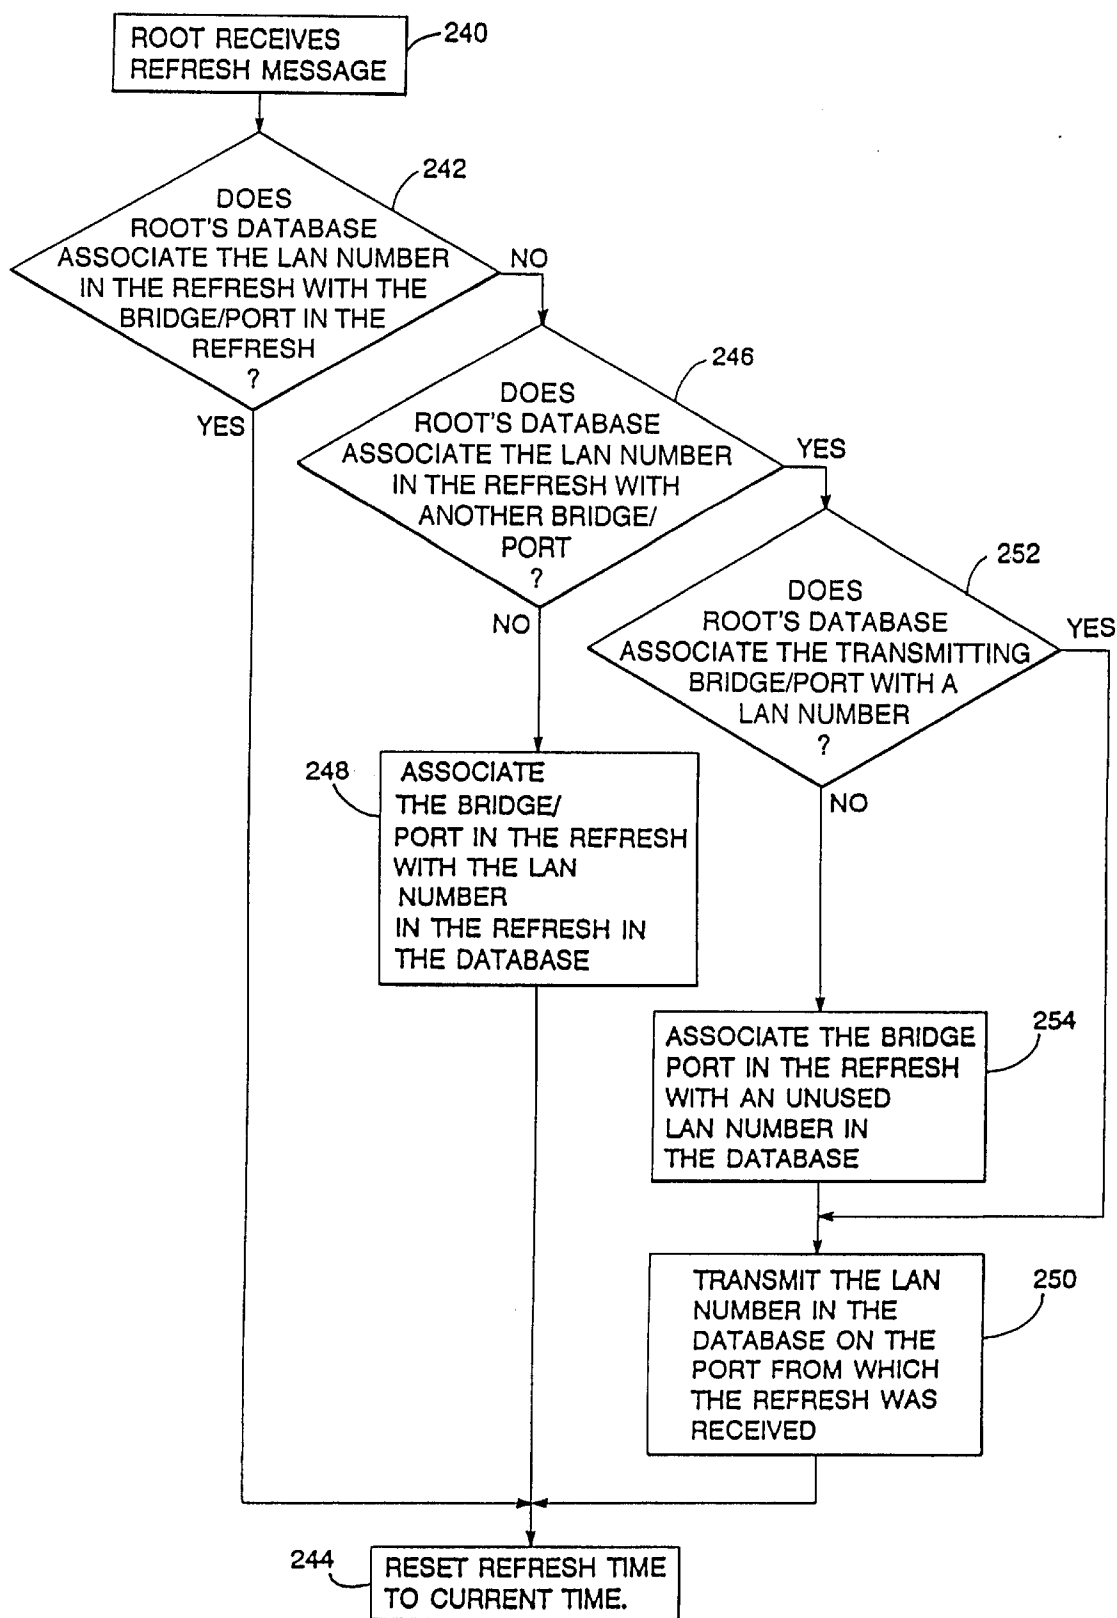 ROOT RECEIVES
REFRESH MESSAGE
240
DOES
ROOT'S DATABASE
ASSOCIATE THE LAN NUMBER
IN THE REFRESH WITH THE
BRIDGE/PORT IN THE
REFRESH
?
242
NO
YES
DOES
ROOT'S DATABASE
ASSOCIATE THE LAN NUMBER
IN THE REFRESH WITH
ANOTHER BRIDGE/
PORT
?
246
YES
NO
DOES
ROOT'S DATABASE
ASSOCIATE THE TRANSMITTING
BRIDGE/PORT WITH A
LAN NUMBER
?
252
YES
NO
248
ASSOCIATE
THE BRIDGE/
PORT IN THE REFRESH
WITH THE LAN
NUMBER
IN THE REFRESH IN
THE DATABASE
ASSOCIATE THE BRIDGE
PORT IN THE REFRESH
WITH AN UNUSED
LAN NUMBER IN
THE DATABASE
254
TRANSMIT THE LAN
NUMBER IN THE
DATABASE ON THE
PORT FROM WHICH
THE REFRESH WAS
RECEIVED
250
244
RESET REFRESH TIME
TO CURRENT TIME.